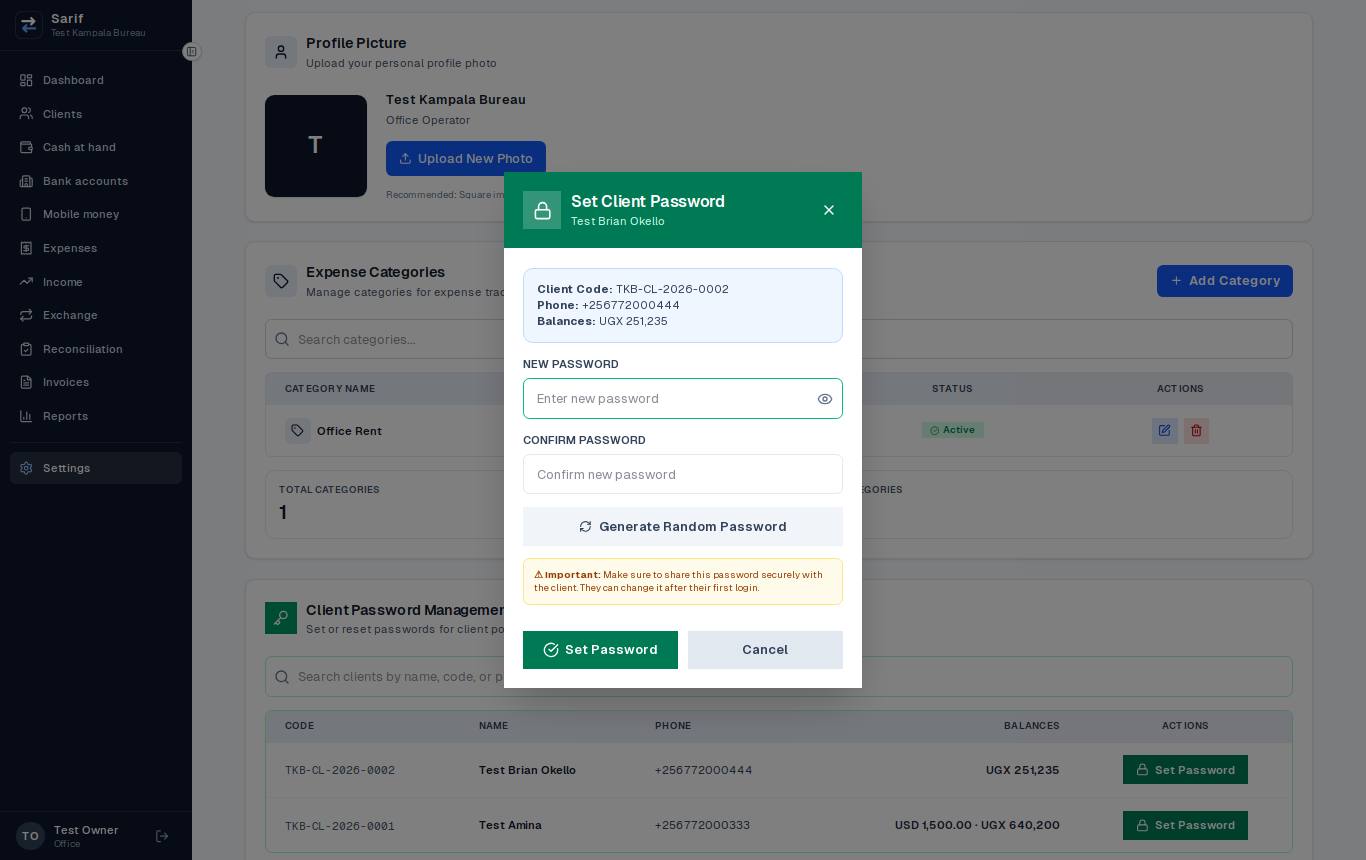 Sarif
Test Kampala Bureau
Dashboard
Clients
Cash at hand
Bank accounts
Mobile money
Expenses
Income
Exchange
Reconciliation
Invoices
Reports
Settings
TO
Test Owner
Office
Profile Picture
Upload your personal profile photo
T
Test Kampala Bureau
Office Operator
Upload New Photo
Recommended: Square im
Expense Categories
Manage categories for expense trac
Add Category
Search categories...
CATEGORY NAME
STATUS
ACTIONS
Office Rent
Active
TOTAL CATEGORIES
EGORIES
1
Client Password Managemen
Set or reset passwords for client po
Search clients by name, code, or p
CODE
NAME
PHONE
BALANCES
ACTIONS
TKB-CL-2026-0002
Test Brian Okello
+256772000444
UGX 251,235
Set Password
TKB-CL-2026-0001
Test Amina
+256772000333
USD 1,500.00 · UGX 640,200
Set Password
Set Client Password
Test Brian Okello
Client Code: TKB-CL-2026-0002
Phone: +256772000444
Balances: UGX 251,235
NEW PASSWORD
Enter new password
CONFIRM PASSWORD
Confirm new password
Generate Random Password
⚠ Important: Make sure to share this password securely with
the client. They can change it after their first login.
Set Password
Cancel